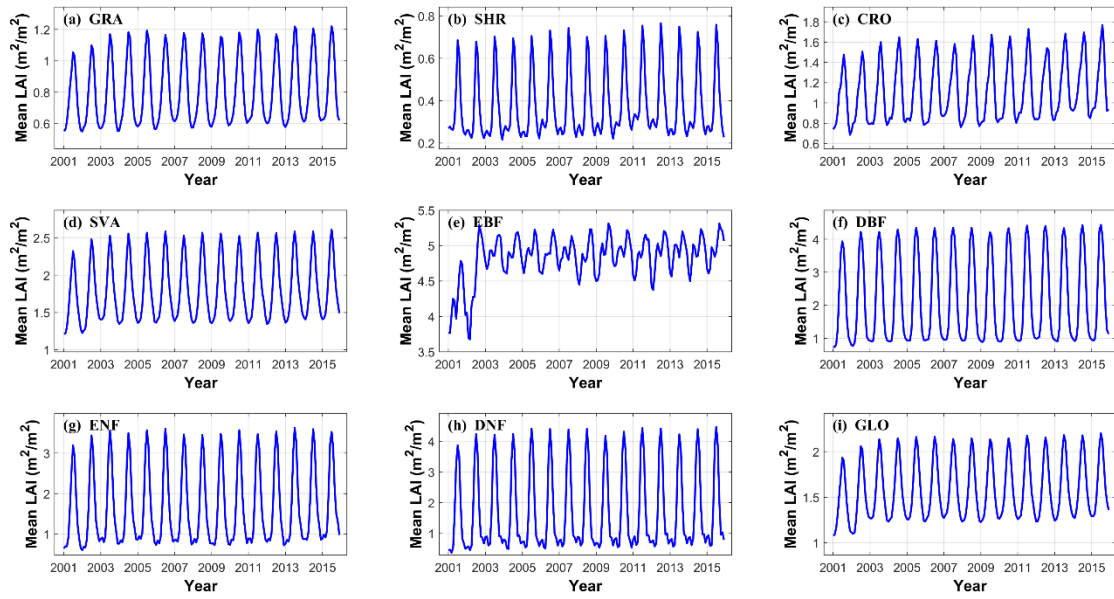 (a) GRA
Mean LAI (m²/m²)
1.2
1
0.8
0.6
2001 2003 2005 2007 2009 2011 2013 2015
Year
(b) SHR
Mean LAI (m²/m²)
0.8
0.6
0.4
0.2
2001 2003 2005 2007 2009 2011 2013 2015
Year
(c) CRO
Mean LAI (m²/m²)
1.8
1.6
1.4
1.2
1
0.8
0.6
2001 2003 2005 2007 2009 2011 2013 2015
Year
(d) SVA
Mean LAI (m²/m²)
2.5
2
1.5
1
2001 2003 2005 2007 2009 2011 2013 2015
Year
(e) EBF
Mean LAI (m²/m²)
5.5
5
4.5
4
3.5
2001 2003 2005 2007 2009 2011 2013 2015
Year
(f) DBF
Mean LAI (m²/m²)
4
3
2
1
2001 2003 2005 2007 2009 2011 2013 2015
Year
(g) ENF
Mean LAI (m²/m²)
3
2
1
2001 2003 2005 2007 2009 2011 2013 2015
Year
(h) DNF
Mean LAI (m²/m²)
4
3
2
1
2001 2003 2005 2007 2009 2011 2013 2015
Year
(i) GLO
Mean LAI (m²/m²)
2
1.5
1
2001 2003 2005 2007 2009 2011 2013 2015
Year